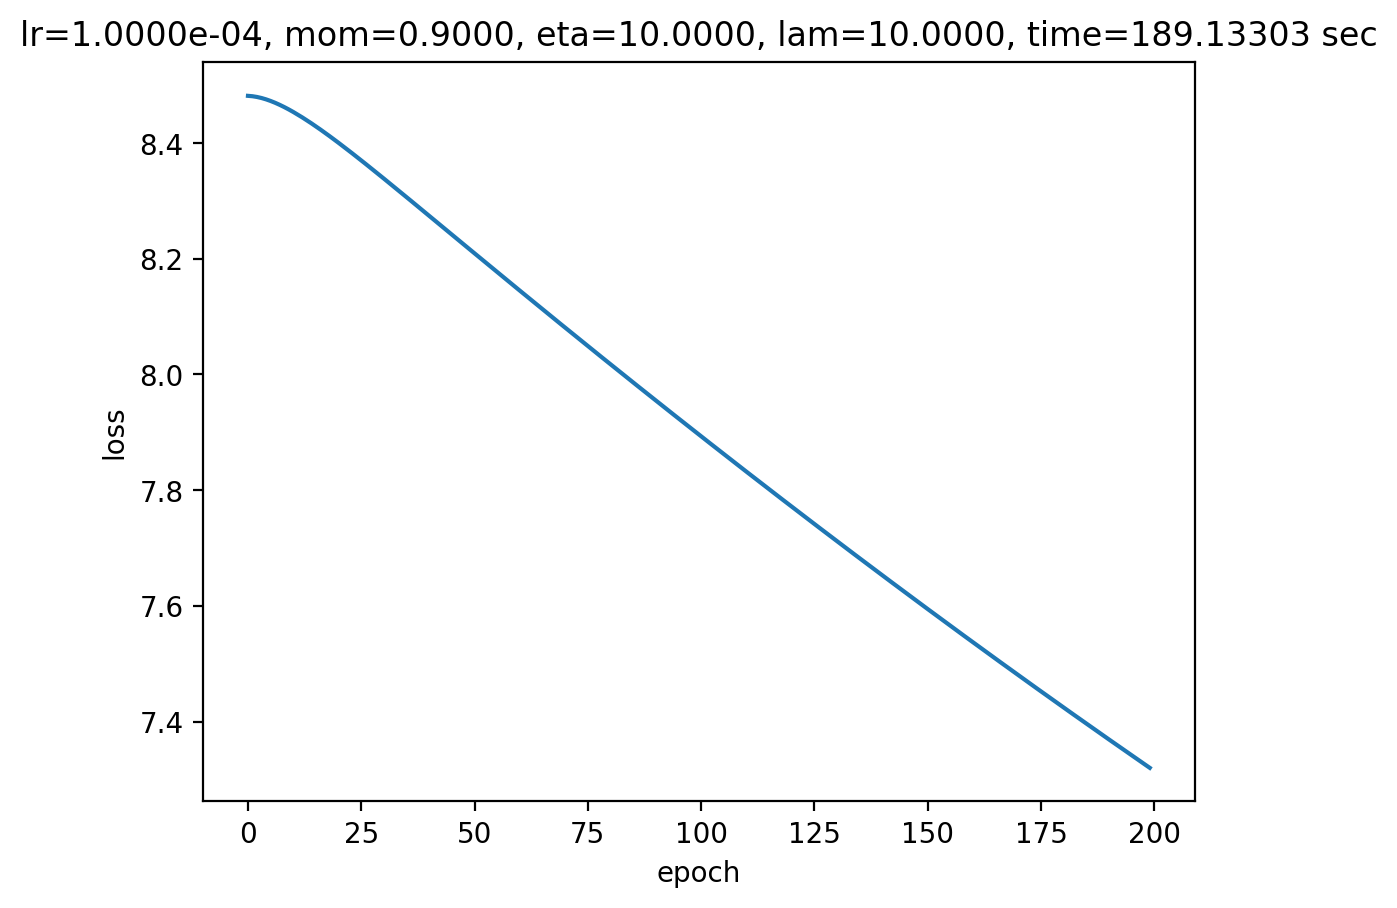 lr=1.0000e-04, mom=0.9000, eta=10.0000, lam=10.0000, time=189.13303 sec
8.4
8.2
8.0
7.8
7.6
7.4
loss
0 25 50 75 100 125 150 175 200
epoch